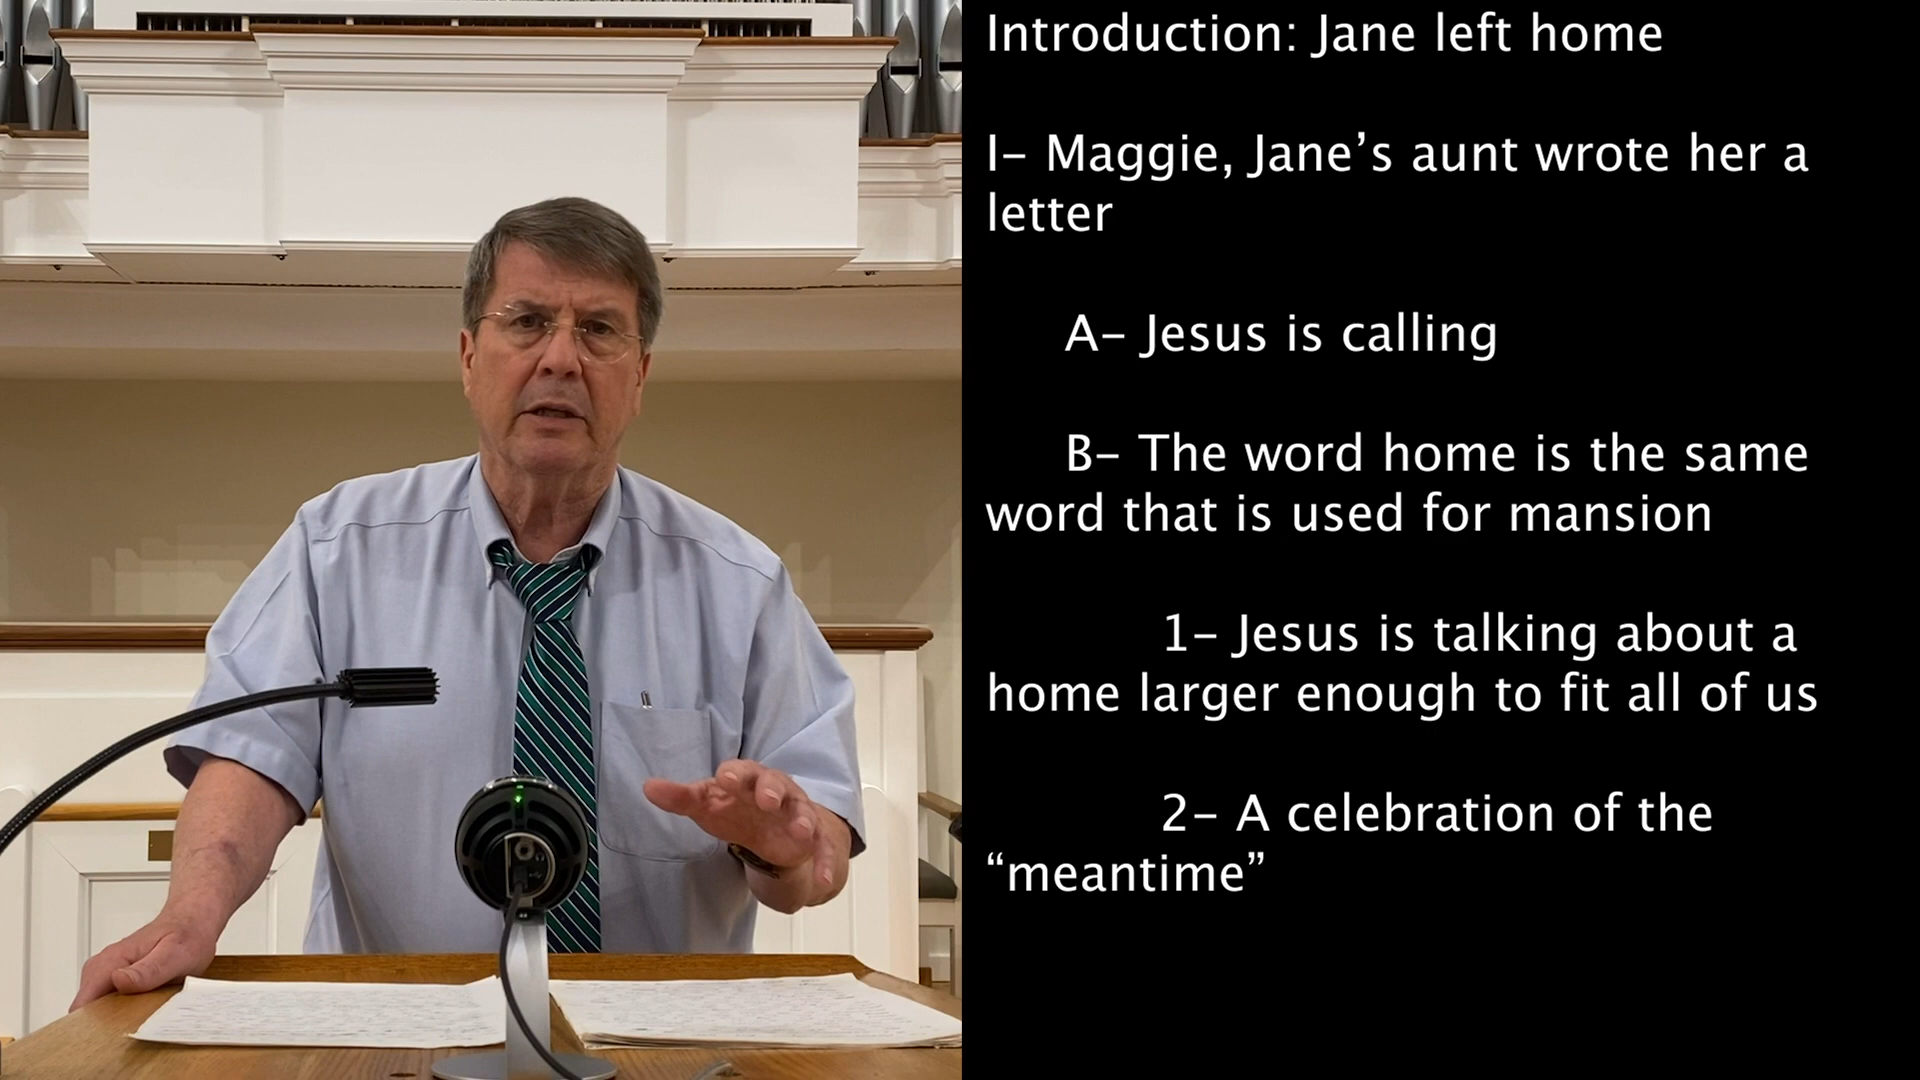 Introduction: Jane left home
I– Maggie, Jane’s aunt wrote her a
letter
A– Jesus is calling
B– The word home is the same
word that is used for mansion
1– Jesus is talking about a
home larger enough to fit all of us
2– A celebration of the
“meantime”